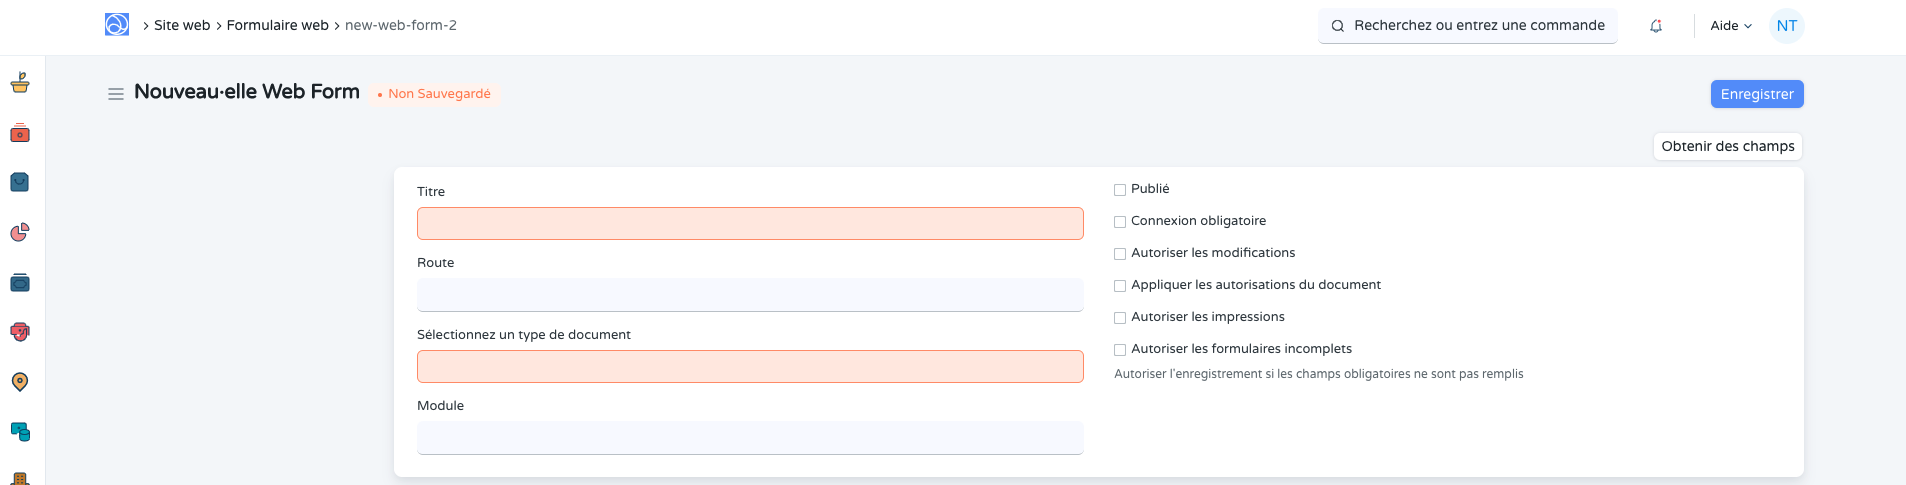 Site web Formulaire web new-web-form-2
Recherchez ou entrez une commande
Aide
NT
Nouveau·elle Web Form
Non Sauvegardé
Enregistrer
Obtenir des champs
Titre
Route
Sélectionnez un type de document
Module
Publié
Connexion obligatoire
Autoriser les modifications
Appliquer les autorisations du document
Autoriser les impressions
Autoriser les formulaires incomplets
Autoriser l'enregistrement si les champs obligatoires ne sont pas remplis